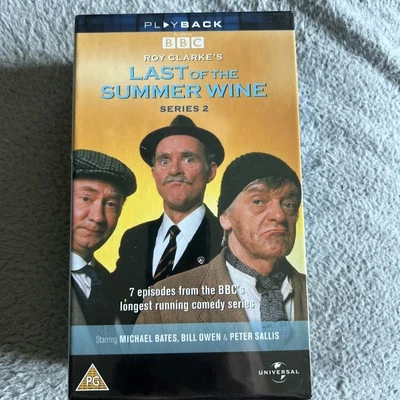 PLAYBACK
BBC
ROY CLARKE'S
LAST OF THE
SUMMER WINE
SERIES 2
7 episodes from the BBC's
longest running comedy series
Starring MICHAEL BATES, BILL OWEN & PETER SALLIS
PG
UNIVERSAL